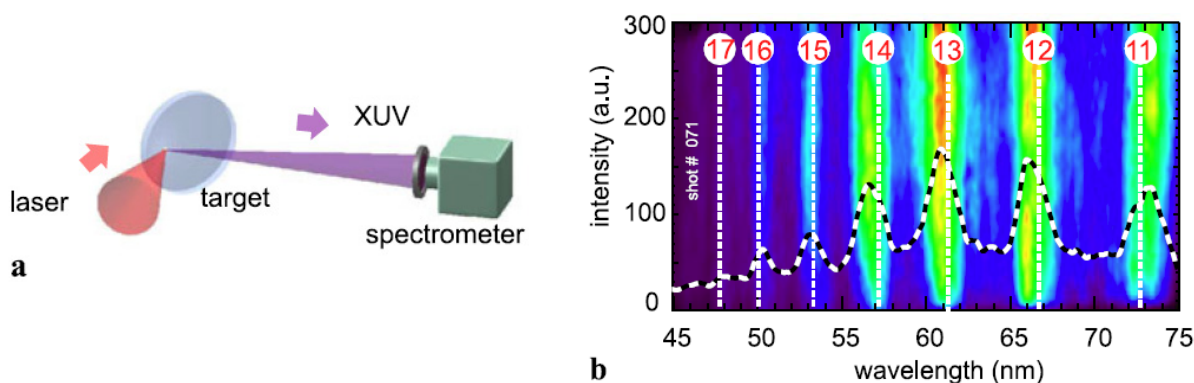 XUV
laser
target
spectrometer
a
300
200
100
0
intensity (a.u.)
shot # 071
17 16 15 14 13 12 11
45 50 55 60 65 70 75
wavelength (nm)
b